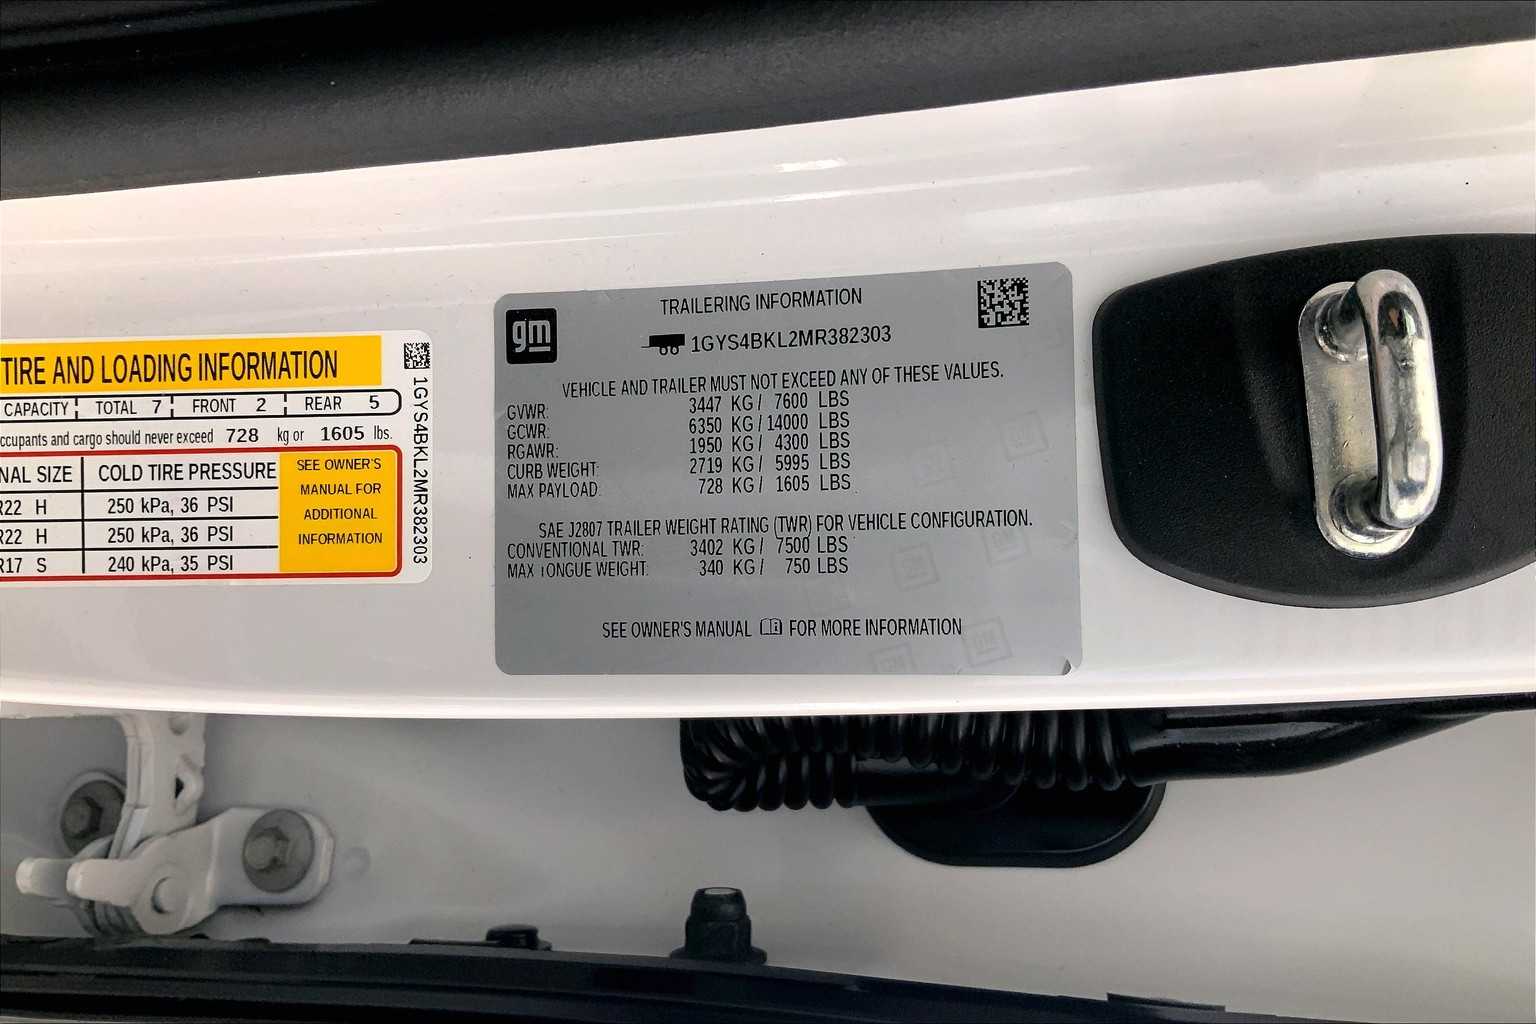 TIRE AND LOADING INFORMATION
CAPACITY TOTAL 7 FRONT 2 REAR 5
ccupants and cargo should never exceed 728 kg or 1605 lbs.
NAL SIZE COLD TIRE PRESSURE
R22 H 250 kPa, 36 PSI
R22 H 250 kPa, 36 PSI
R17 S 240 kPa, 35 PSI
SEE OWNER'S
MANUAL FOR
ADDITIONAL
INFORMATION
1GYS4BKL2MR382303
gm
TRAILERING INFORMATION
1GYS4BKL2MR382303
VEHICLE AND TRAILER MUST NOT EXCEED ANY OF THESE VALUES.
GVWR: 3447 KG/ 7600 LBS
GCWR: 6350 KG/ 14000 LBS
RGAWR: 1950 KG/ 4300 LBS
CURB WEIGHT: 2719 KG/ 5995 LBS
MAX PAYLOAD: 728 KG/ 1605 LBS
SAE J2807 TRAILER WEIGHT RATING (TWR) FOR VEHICLE CONFIGURATION.
CONVENTIONAL TWR: 3402 KG/ 7500 LBS
MAX TONGUE WEIGHT: 340 KG/ 750 LBS
SEE OWNER'S MANUAL FOR MORE INFORMATION